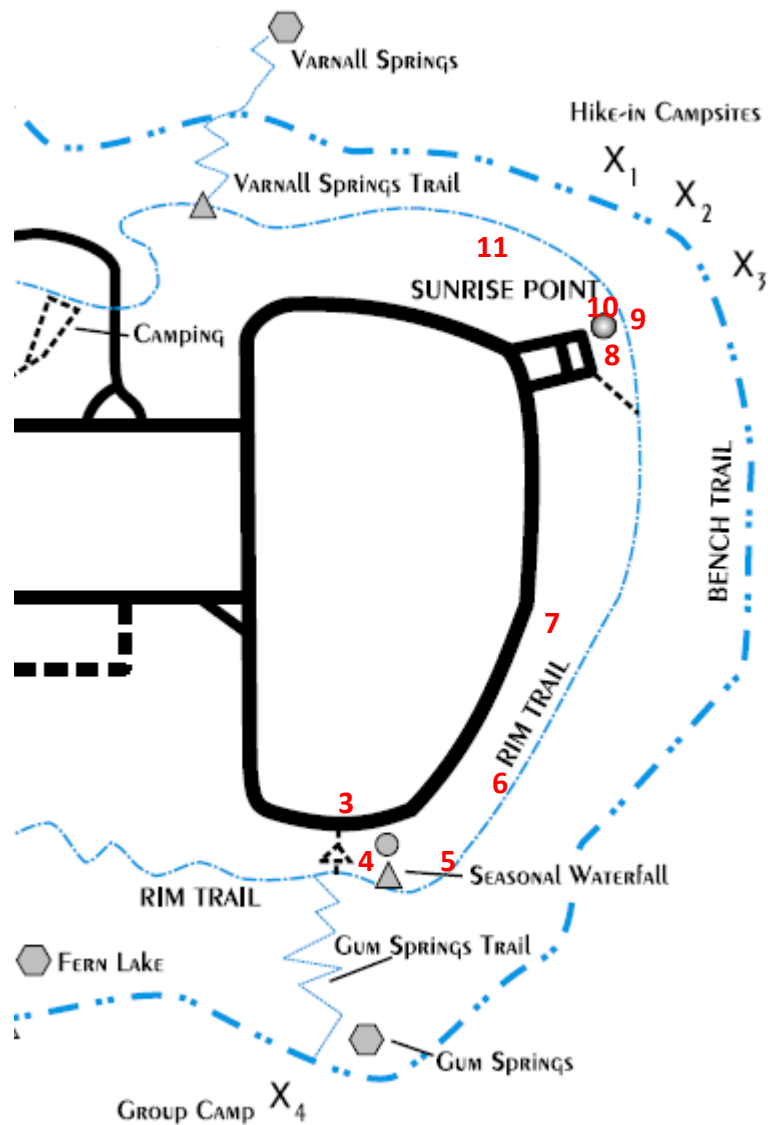 VARNALL SPRINGS
HIKE-IN CAMPSITES
X1
X2
VARNALL SPRINGS TRAIL
11
X3
SUNRISE POINT
10
9
CAMPING
8
BENCH TRAIL
7
RIM TRAIL
6
3
4
5
SEASONAL WATERFALL
RIM TRAIL
GUM SPRINGS TRAIL
FERN LAKE
GUM SPRINGS
GROUP CAMP
X4